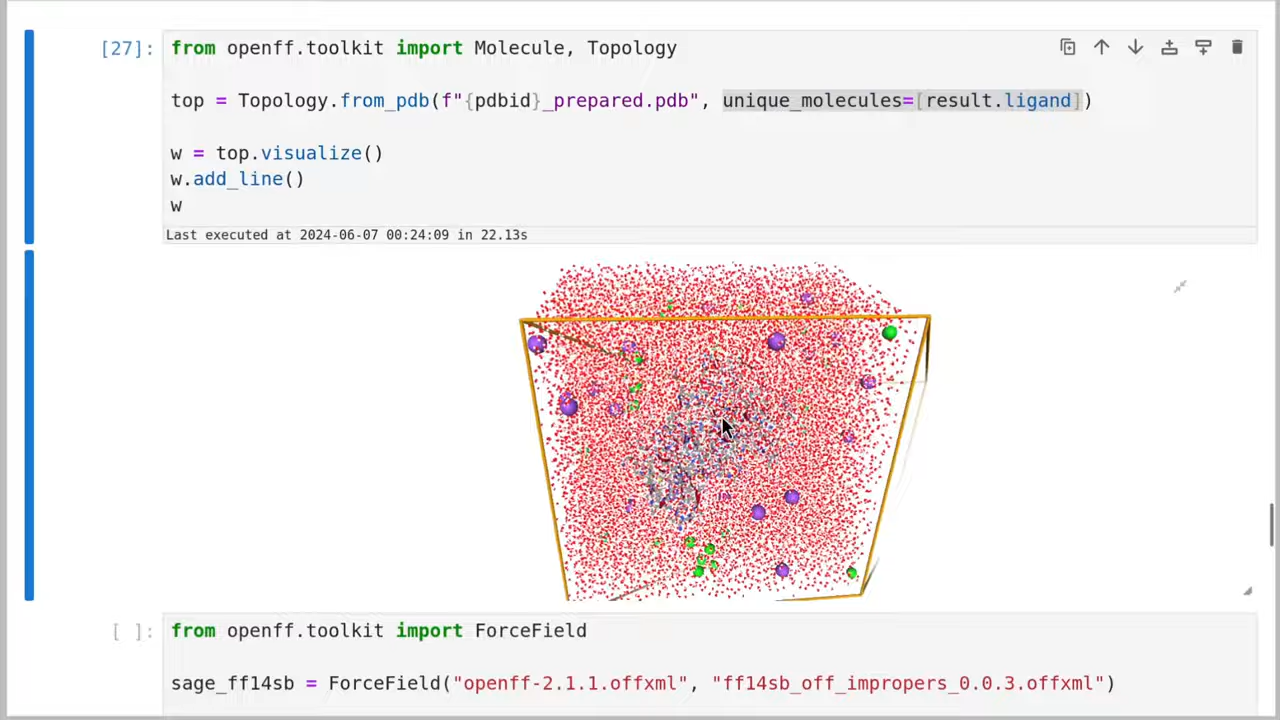 [27]: from openff.toolkit import Molecule, Topology
top = Topology.from_pdb(f"{pdbid}_prepared.pdb", unique_molecules=[result.ligand])
w = top.visualize()
w.add_line()
w
Last executed at 2024-06-07 00:24:09 in 22.13s
[ ]: from openff.toolkit import ForceField
sage_ff14sb = ForceField("openff-2.1.1.offxml", "ff14sb_off_impropers_0.0.3.offxml")